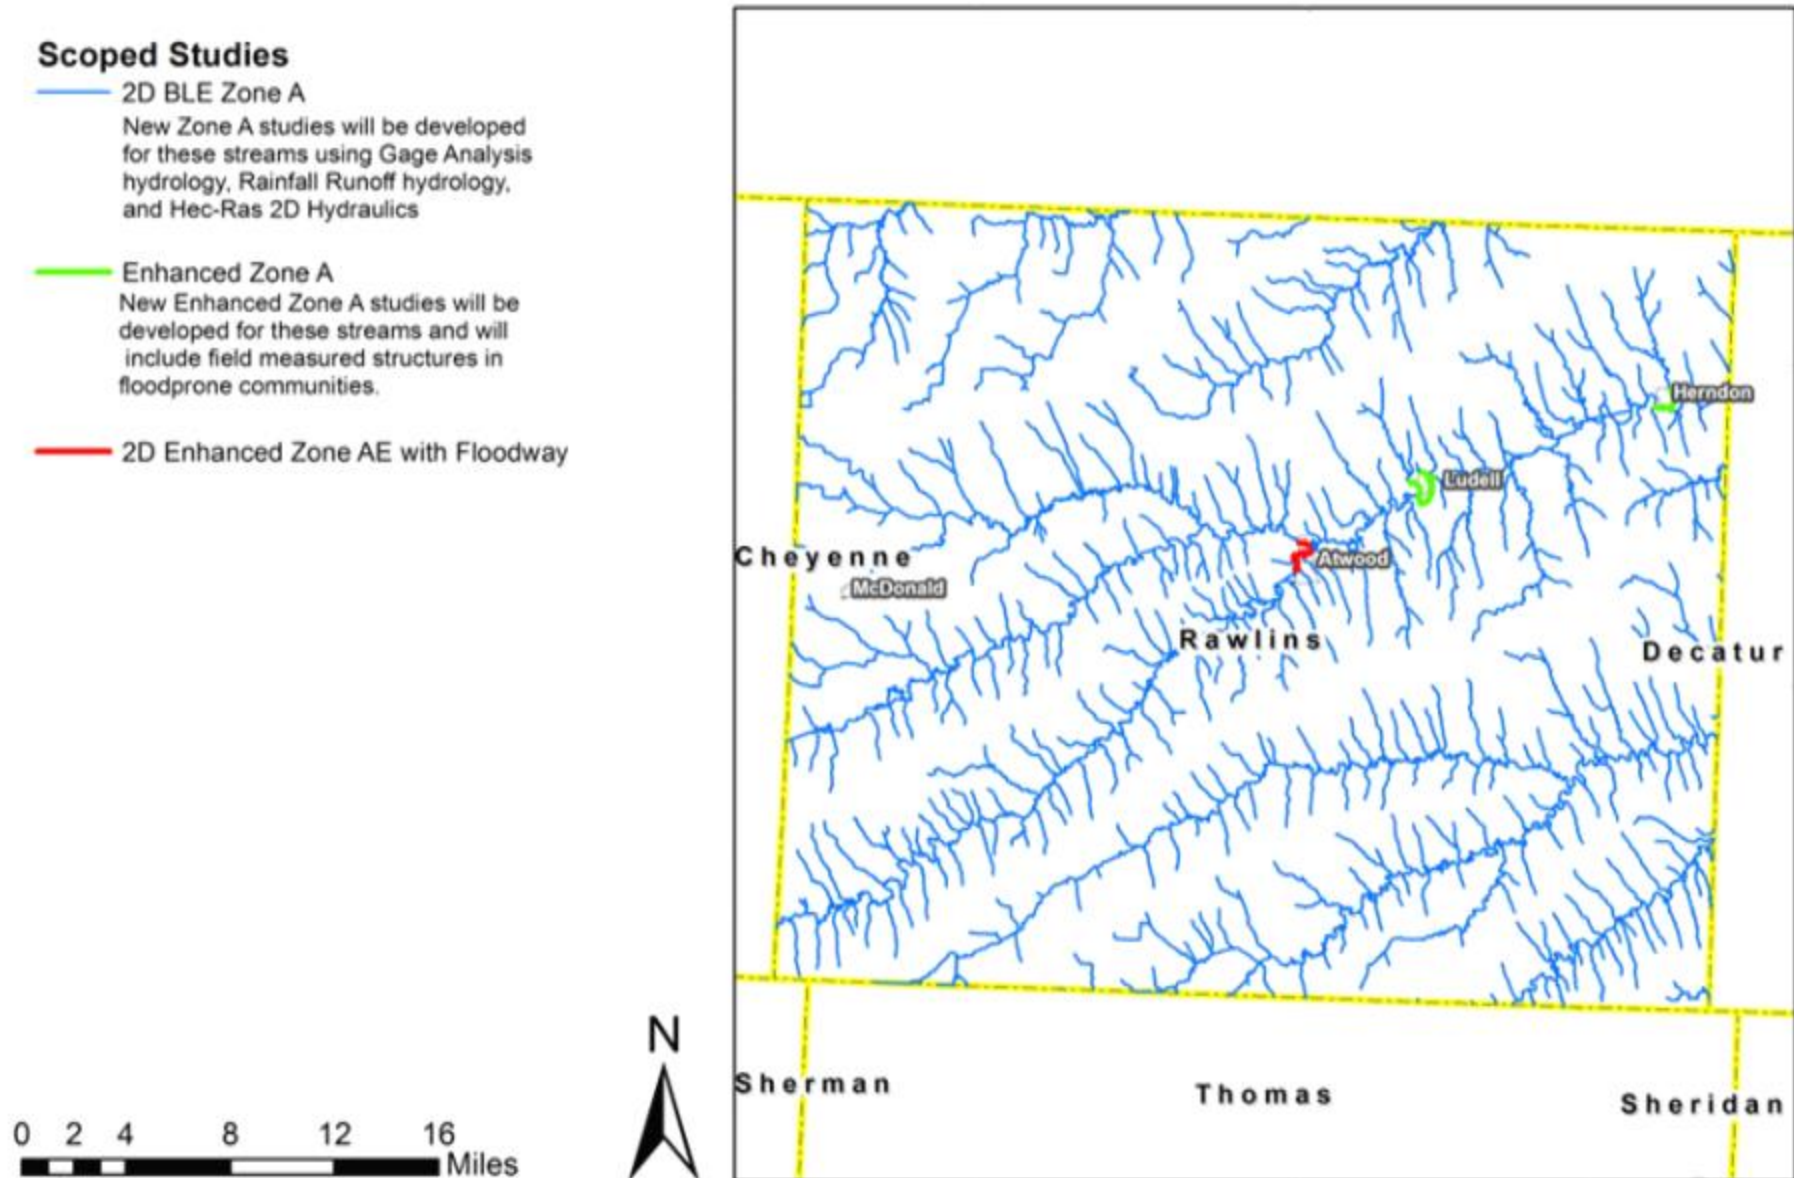 Scoped Studies
2D BLE Zone A
New Zone A studies will be developed
for these streams using Gage Analysis
hydrology, Rainfall Runoff hydrology,
and Hec-Ras 2D Hydraulics
Enhanced Zone A
New Enhanced Zone A studies will be
developed for these streams and will
include field measured structures in
floodprone communities.
2D Enhanced Zone AE with Floodway
Herndon
Ludell
Cheyenne
Atwood
McDonald
Rawlins
Decatur
N
Sherman
Thomas
Sheridan
0 2 4 8 12 16
Miles